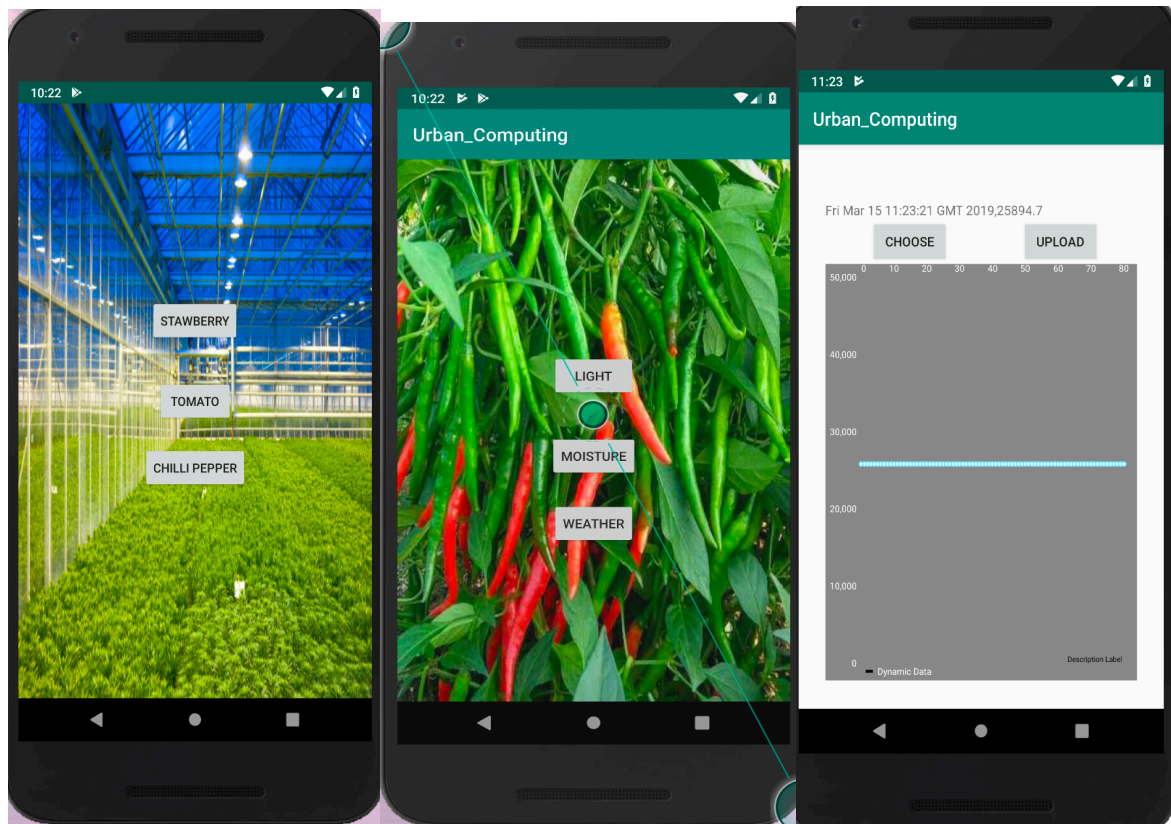 10:22
STAWBERRY
TOMATO
CHILLI PEPPER
10:22
Urban_Computing
LIGHT
MOISTURE
WEATHER
11:23
Urban_Computing
Fri Mar 15 11:23:21 GMT 2019,25894.7
CHOOSE UPLOAD
0 10 20 30 40 50 60 70 80
50,000
40,000
30,000
20,000
10,000
0
Description Label
Dynamic Data